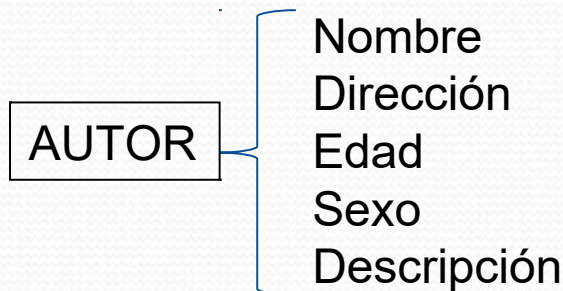 AUTOR
Nombre
Dirección
Edad
Sexo
Descripción